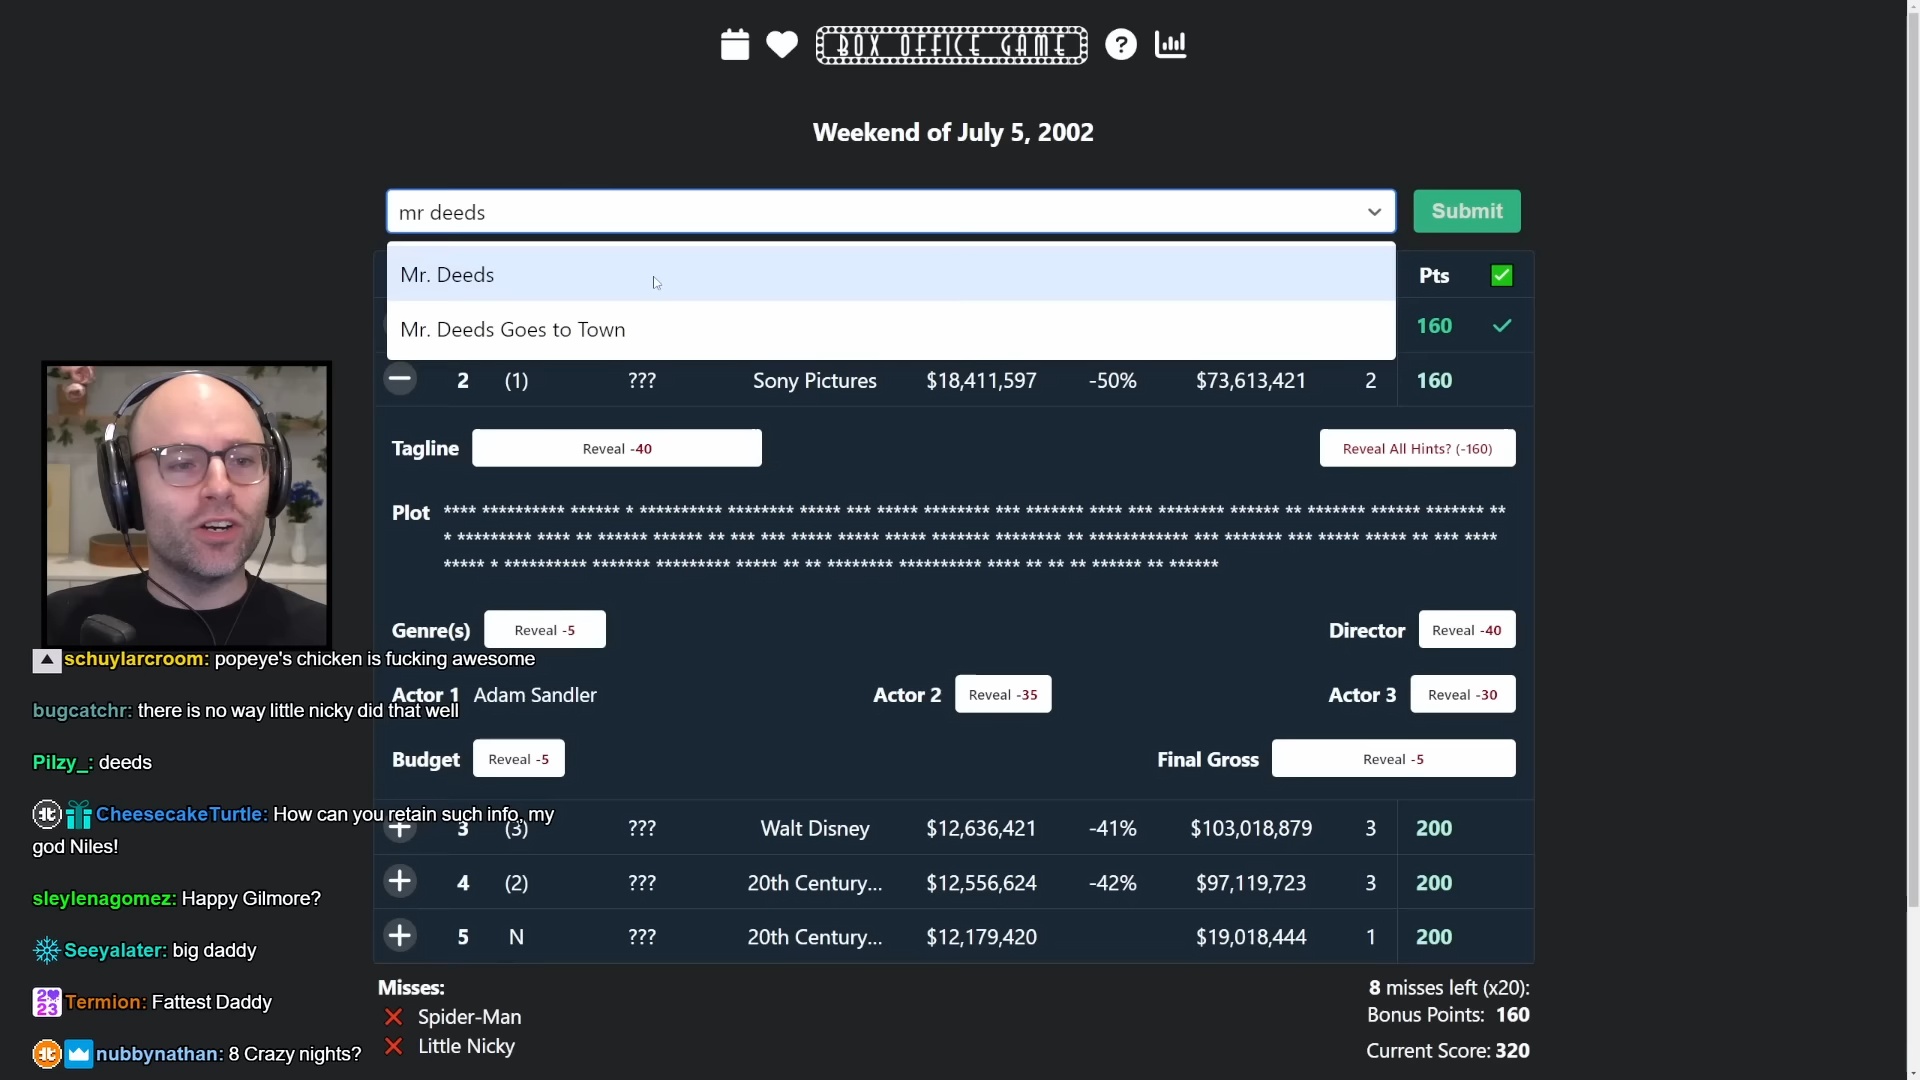 BOX OFFICE GAME
Weekend of July 5, 2002
mr deeds
Submit
Mr. Deeds
Mr. Deeds Goes to Town
Pts
160
2 (1) ??? Sony Pictures $18,411,597 -50% $73,613,421 2 160
Tagline Reveal -40 Reveal All Hints? (-160)
Plot **** ********** ****** * ********** ******** ***** *** ***** ******** *** ******* **** *** ******** ****** ** ******* ****** ******* **
* ********* **** ** ****** ****** ** *** *** ***** ***** ***** ******* ******** ** ************ *** ******* *** ***** ***** ** *** ****
***** * ********** ******* ********* ***** ** ** ******** ********** **** ** ** ** ****** ** ******
Genre(s) Reveal -5 Director Reveal -40
Actor 1 Adam Sandler Actor 2 Reveal -35 Actor 3 Reveal -30
Budget Reveal -5 Final Gross Reveal -5
3 (3) ??? Walt Disney $12,636,421 -41% $103,018,879 3 200
4 (2) ??? 20th Century... $12,556,624 -42% $97,119,723 3 200
5 N ??? 20th Century... $12,179,420 $19,018,444 1 200
Misses:
Spider-Man
Little Nicky
8 misses left (x20):
Bonus Points: 160
Current Score: 320
schuylarcroom: popeye's chicken is fucking awesome
bugcatchr: there is no way little nicky did that well
Pilzy_: deeds
CheesecakeTurtle: How can you retain such info, my
god Niles!
sleylenagomez: Happy Gilmore?
Seeyalater: big daddy
2 23 Termion: Fattest Daddy
nubbynathan: 8 Crazy nights?